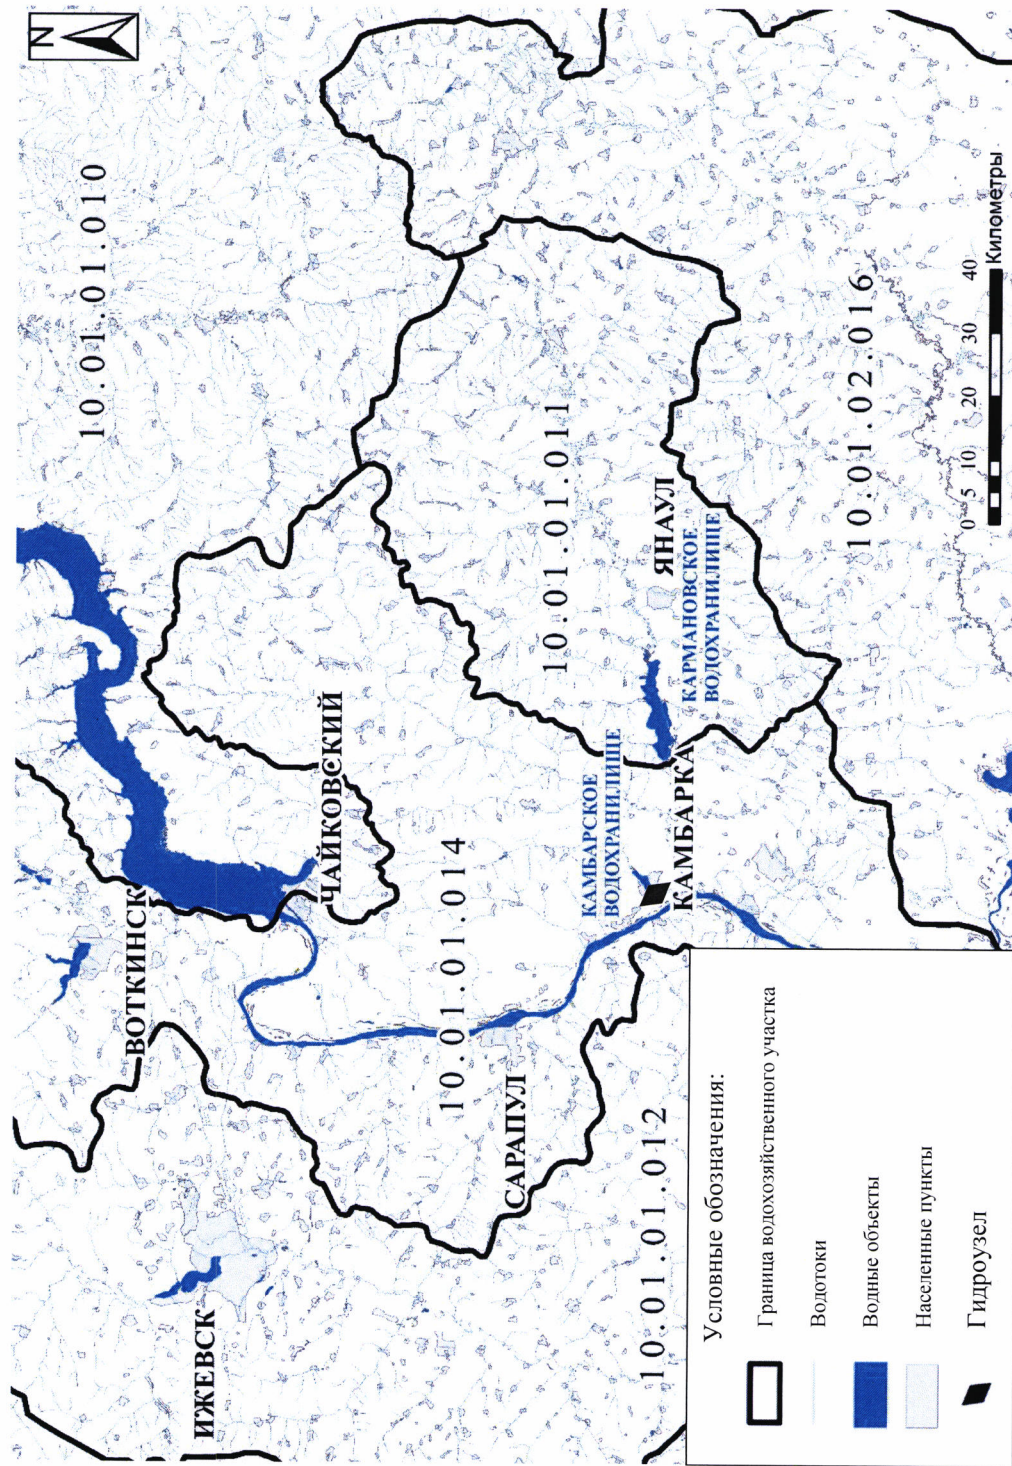 N
10.01.01.010
ВОТКИНСК
ИЖЕВСК
ЧАЙКОВСКИЙ
10.01.01.014
САРАПУЛ
10.01.01.011
КАМБАРСКОЕ
ВОДОХРАНИЛИЩЕ
КАМБАРКА
ЯНАУЛ
КАРМАНОВСКОЕ
ВОДОХРАНИЛИЩЕ
10.01.01.012
10.01.02.016
Условные обозначения:
Граница водохозяйственного участка
Водотоки
Водные объекты
Населенные пункты
Гидроузел
0 5 10 20 30 40
Километры